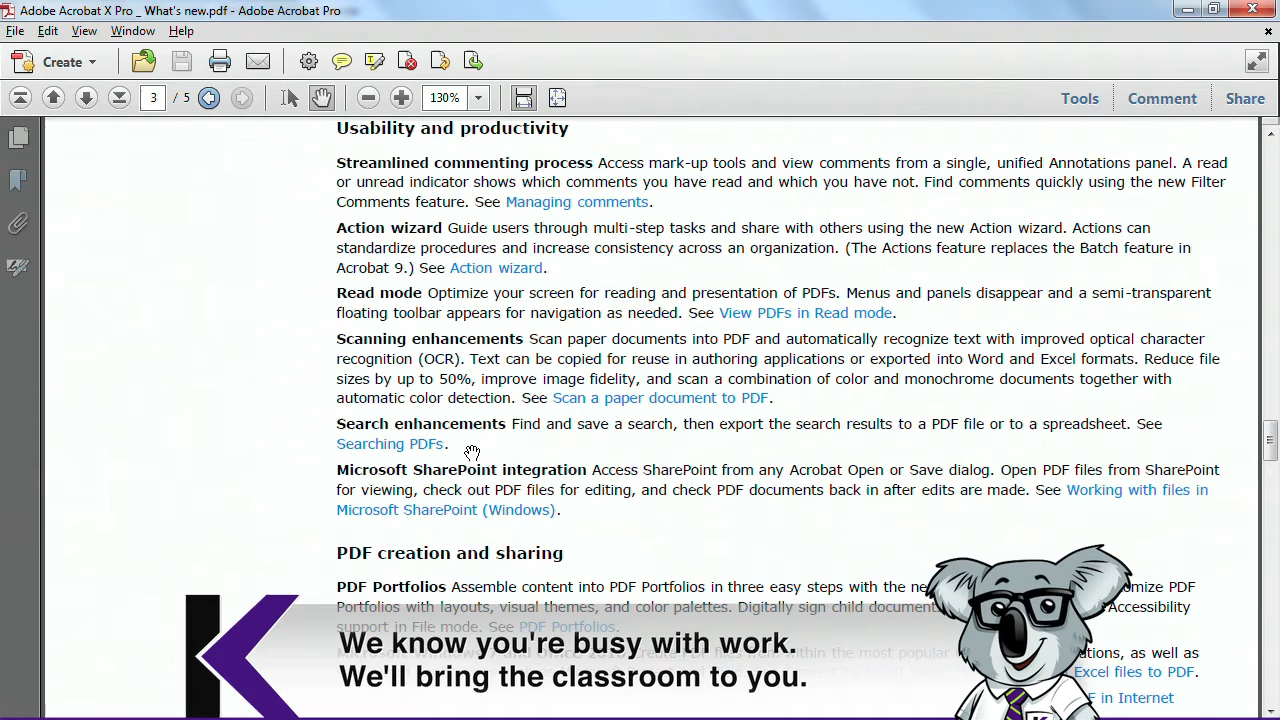 Adobe Acrobat X Pro _ What's new.pdf - Adobe Acrobat Pro
File Edit View Window Help
Create
3 / 5 130% Tools Comment Share
Usability and productivity
Streamlined commenting process Access mark-up tools and view comments from a single, unified Annotations panel. A read
or unread indicator shows which comments you have read and which you have not. Find comments quickly using the new Filter
Comments feature. See Managing comments.
Action wizard Guide users through multi-step tasks and share with others using the new Action wizard. Actions can
standardize procedures and increase consistency across an organization. (The Actions feature replaces the Batch feature in
Acrobat 9.) See Action wizard.
Read mode Optimize your screen for reading and presentation of PDFs. Menus and panels disappear and a semi-transparent
floating toolbar appears for navigation as needed. See View PDFs in Read mode.
Scanning enhancements Scan paper documents into PDF and automatically recognize text with improved optical character
recognition (OCR). Text can be copied for reuse in authoring applications or exported into Word and Excel formats. Reduce file
sizes by up to 50%, improve image fidelity, and scan a combination of color and monochrome documents together with
automatic color detection. See Scan a paper document to PDF.
Search enhancements Find and save a search, then export the search results to a PDF file or to a spreadsheet. See
Searching PDFs.
Microsoft SharePoint integration Access SharePoint from any Acrobat Open or Save dialog. Open PDF files from SharePoint
for viewing, check out PDF files for editing, and check PDF documents back in after edits are made. See Working with files in
Microsoft SharePoint (Windows).
PDF creation and sharing
PDF Portfolios Assemble content into PDF Portfolios in three easy steps with the PDF
Portfolios with layouts, visual themes, and color palettes. Digitally sign child Accessibility
support in File mode. See PDF Portfolios.
as well as
Excel files to PDF.
in Internet
K
We know you're busy with work.
We'll bring the classroom to you.